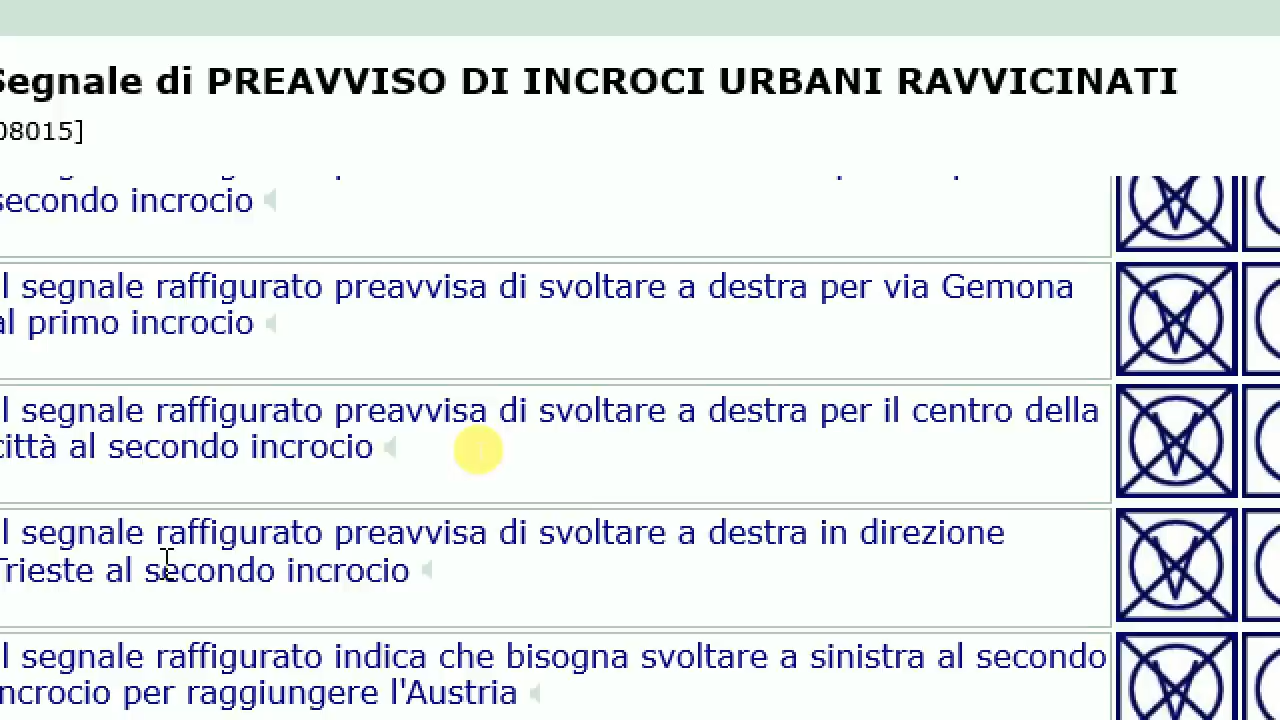 Segnale di PREAVVISO DI INCROCI URBANI RAVVICINATI
08015]
secondo incrocio
l segnale raffigurato preavvisa di svoltare a destra per via Gemona
al primo incrocio
l segnale raffigurato preavvisa di svoltare a destra per il centro della
città al secondo incrocio
l segnale raffigurato preavvisa di svoltare a destra in direzione
Trieste al secondo incrocio
l segnale raffigurato indica che bisogna svoltare a sinistra al secondo
ncrocio per raggiungere l'Austria
V
V
V
V
V